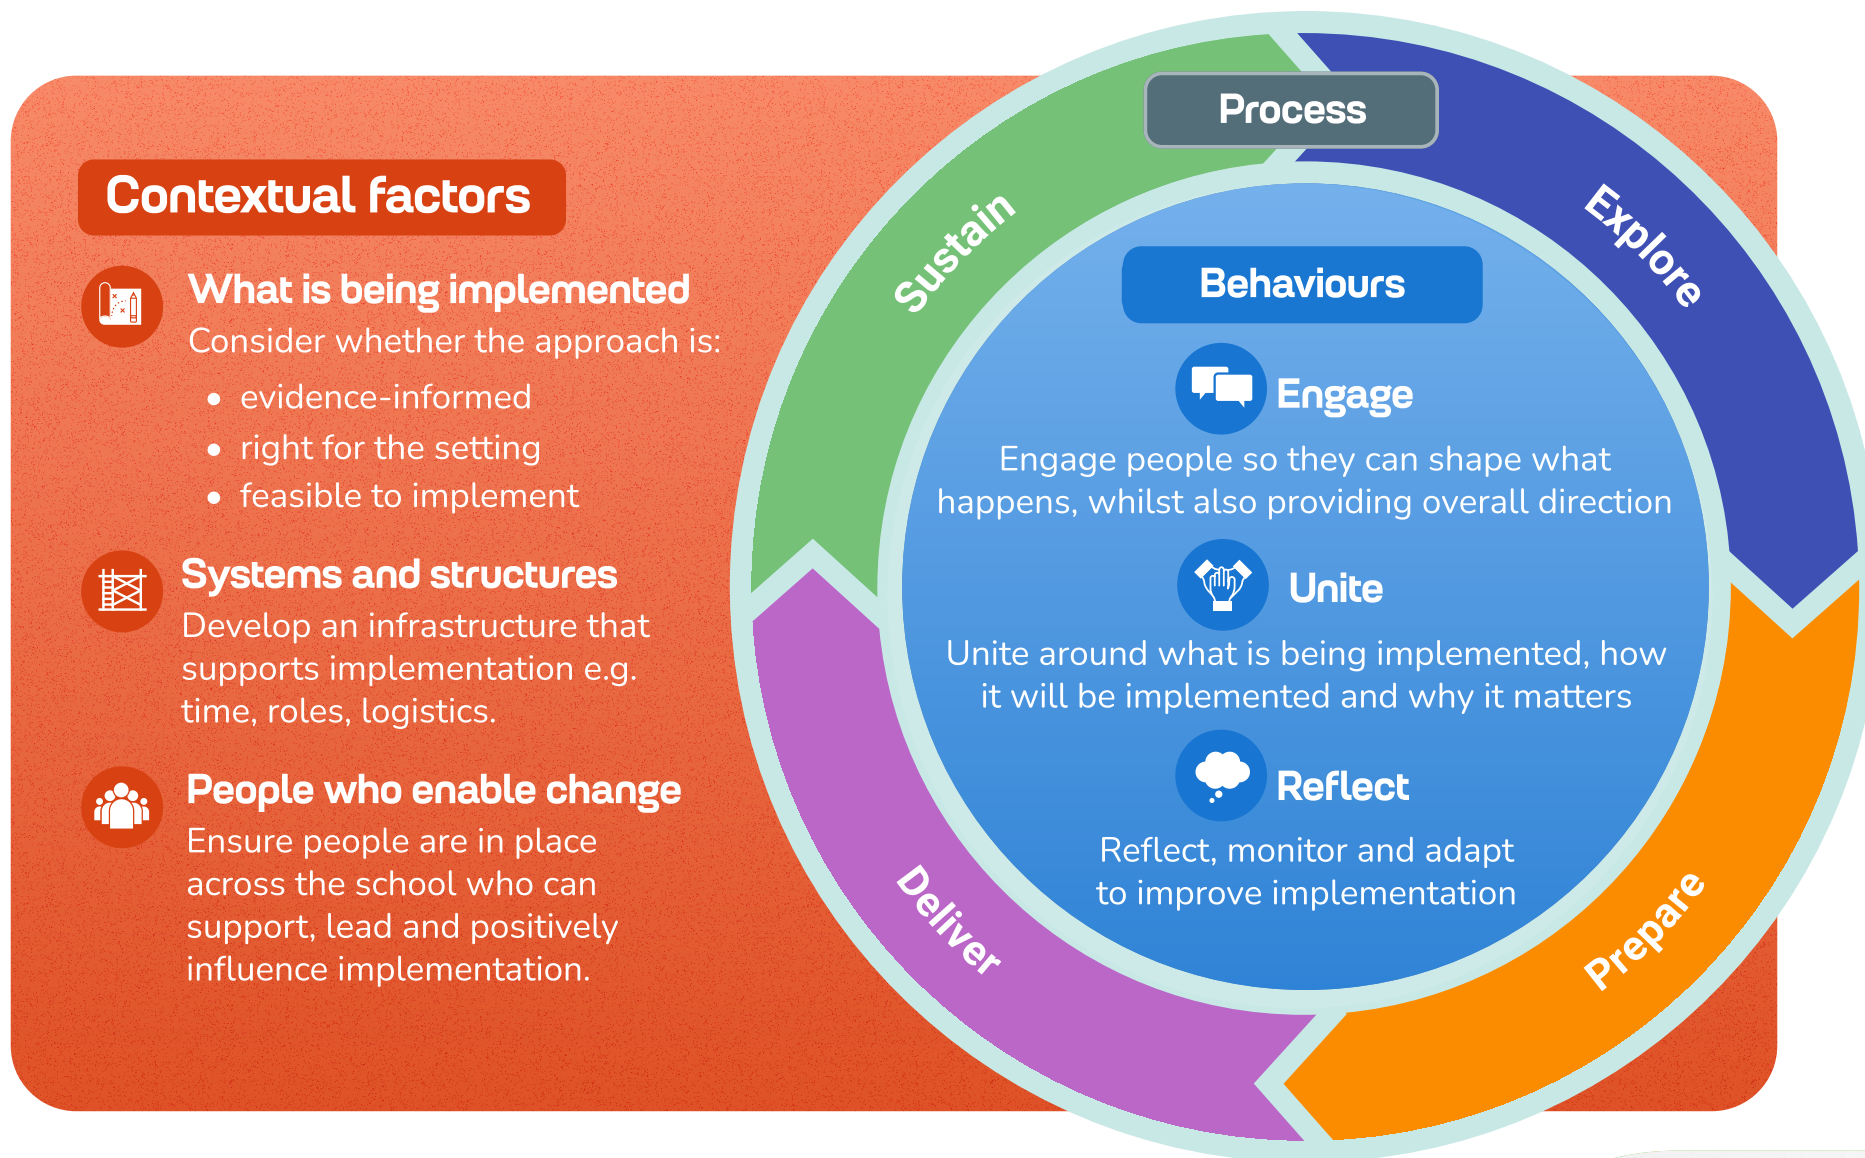 Contextual factors
What is being implemented
Consider whether the approach is:
• evidence-informed
• right for the setting
• feasible to implement
Systems and structures
Develop an infrastructure that
supports implementation e.g.
time, roles, logistics.
People who enable change
Ensure people are in place
across the school who can
support, lead and positively
influence implementation.
Process
Explore
Prepare
Deliver
Sustain
Behaviours
Engage
Engage people so they can shape what
happens, whilst also providing overall direction
Unite
Unite around what is being implemented, how
it will be implemented and why it matters
Reflect
Reflect, monitor and adapt
to improve implementation